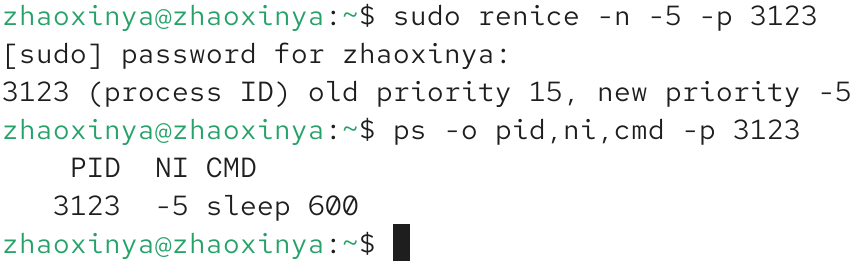 zhaoxinya@zhaoxinya:~$ sudo renice -n -5 -p 3123
[sudo] password for zhaoxinya:
3123 (process ID) old priority 15, new priority -5
zhaoxinya@zhaoxinya:~$ ps -o pid,ni,cmd -p 3123
    PID  NI CMD
   3123  -5 sleep 600
zhaoxinya@zhaoxinya:~$